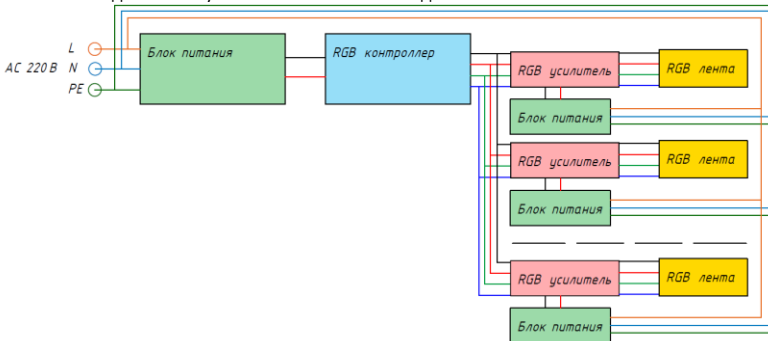 L
Блок питания
RGB контроллер
AC 220 В N
PE
RGB усилитель
RGB лента
Блок питания
RGB усилитель
RGB лента
Блок питания
RGB усилитель
RGB лента
Блок питания